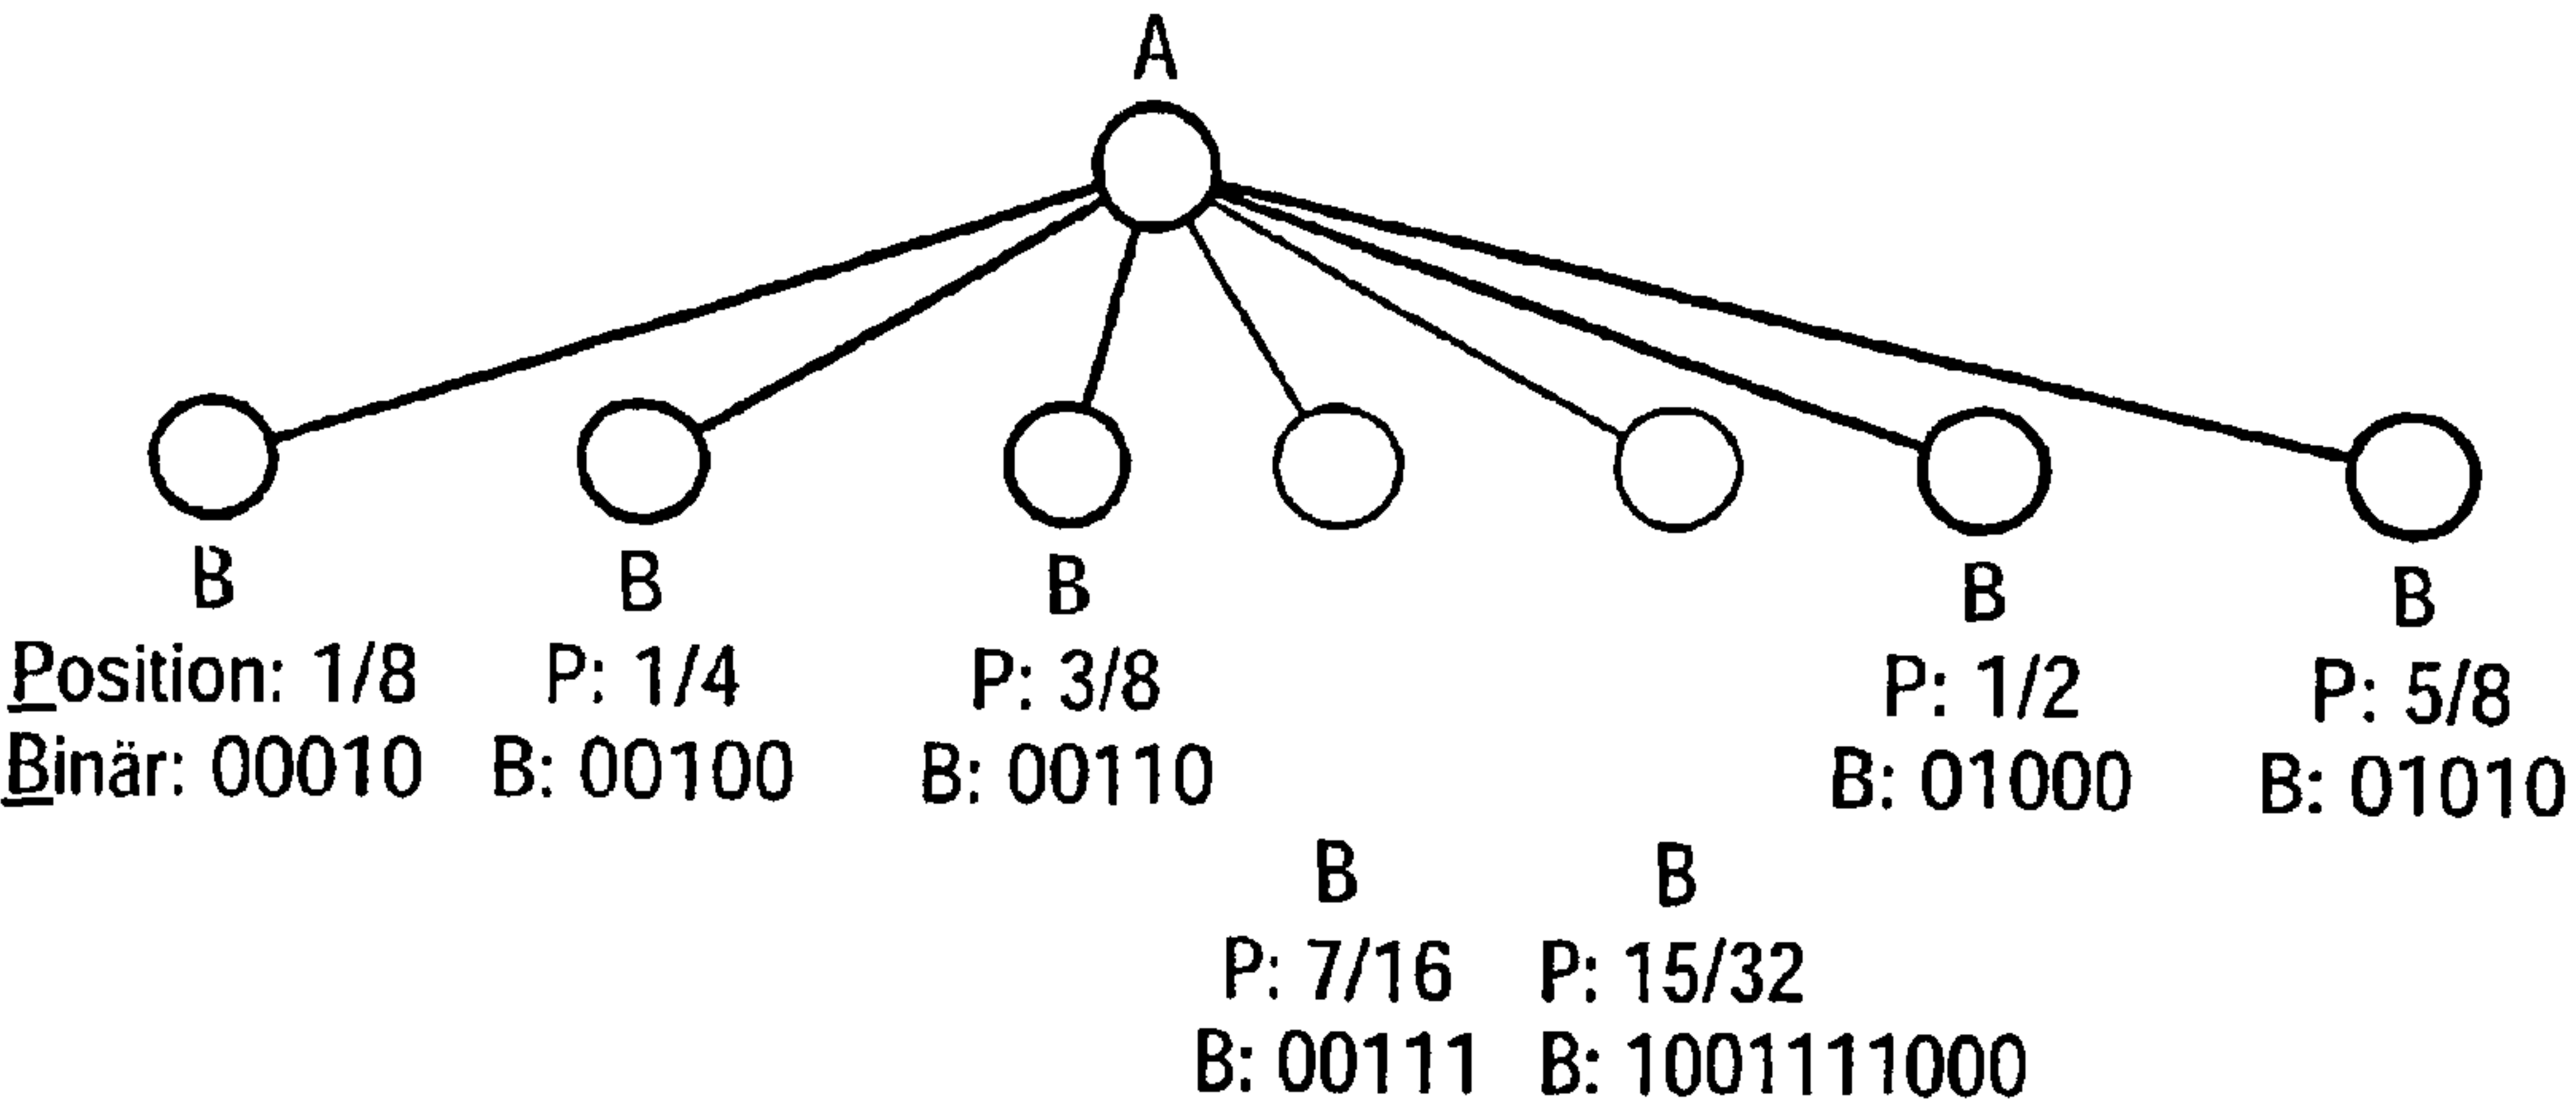 A
B B B B B
Position: 1/8 P: 1/4 P: 3/8 P: 1/2 P: 5/8
Binär: 00010 B: 00100 B: 00110 B: 01000 B: 01010
B B
P: 7/16 P: 15/32
B: 00111 B: 1001111000